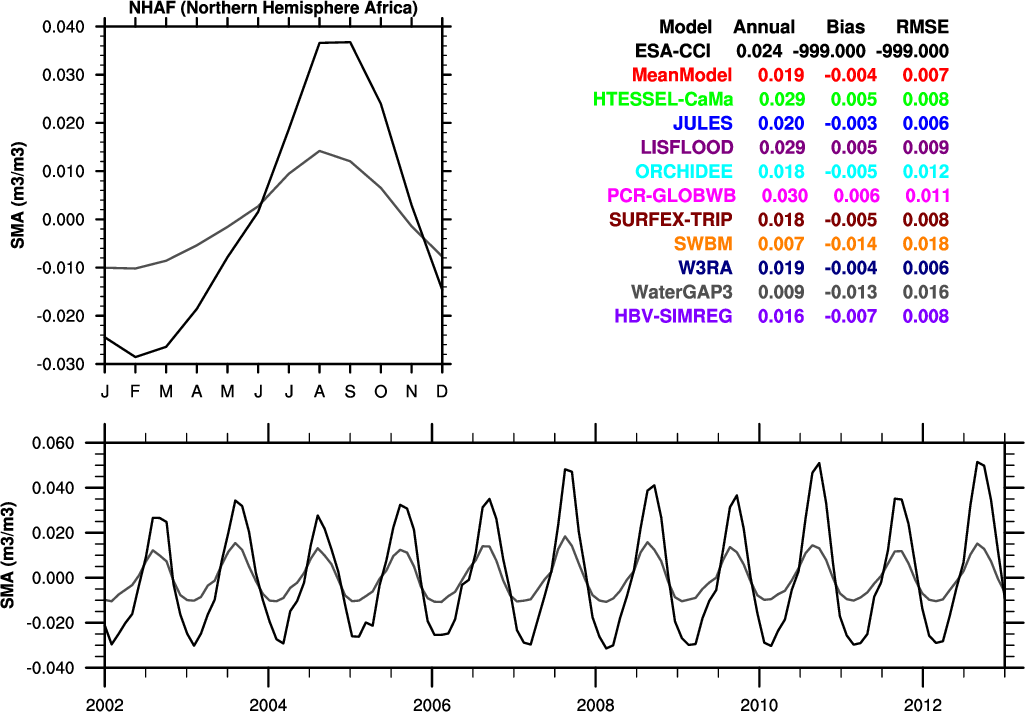 NHAF (Northern Hemisphere Africa)
0.040
0.030
0.020
0.010
0.000
-0.010
-0.020
-0.030
SMA (m3/m3)
J F M A M J J A S O N D
Model Annual Bias RMSE
ESA-CCI 0.024 -999.000 -999.000
MeanModel 0.019 -0.004 0.007
HTESSEL-CaMa 0.029 0.005 0.008
JULES 0.020 -0.003 0.006
LISFLOOD 0.029 0.005 0.009
ORCHIDEE 0.018 -0.005 0.012
PCR-GLOBWB 0.030 0.006 0.011
SURFEX-TRIP 0.018 -0.005 0.008
SWBM 0.007 -0.014 0.018
W3RA 0.019 -0.004 0.006
WaterGAP3 0.009 -0.013 0.016
HBV-SIMREG 0.016 -0.007 0.008
0.060
0.040
0.020
0.000
-0.020
-0.040
SMA (m3/m3)
2002 2004 2006 2008 2010 2012